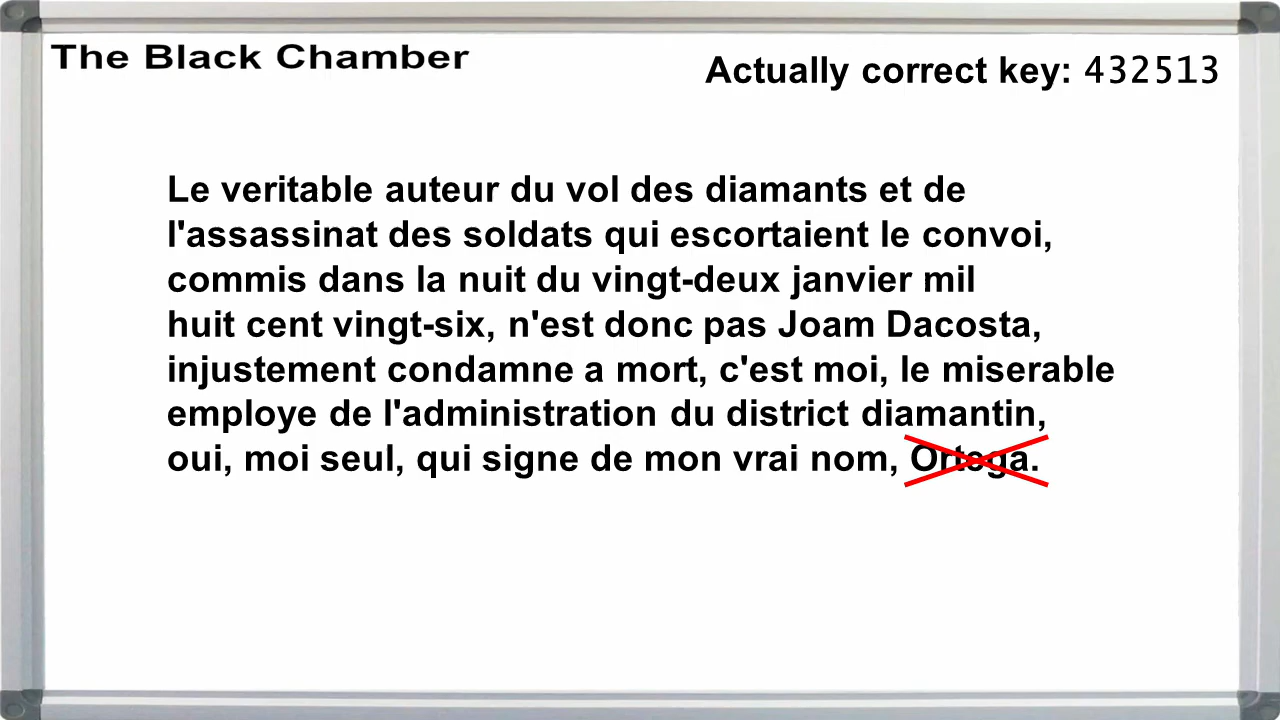 The Black Chamber
Actually correct key: 432513
Le veritable auteur du vol des diamants et de
l'assassinat des soldats qui escortaient le convoi,
commis dans la nuit du vingt-deux janvier mil
huit cent vingt-six, n'est donc pas Joam Dacosta,
injustement condamne a mort, c'est moi, le miserable
employe de l'administration du district diamantin,
oui, moi seul, qui signe de mon vrai nom, Ortega.